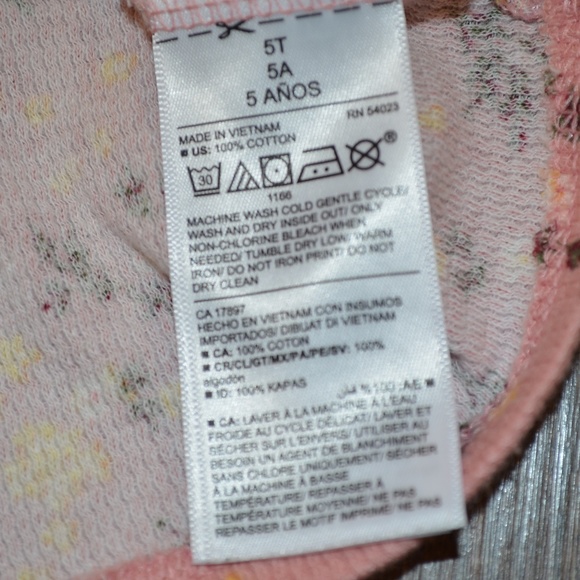 5T
5A
5 AÑOS
RN 54023
MADE IN VIETNAM
■ US: 100% COTTON
30
®
1166
MACHINE WASH COLD GENTLE CYCLE/
WASH AND DRY INSIDE OUT/ ONLY
NON-CHLORINE BLEACH WHEN
NEEDED/ TUMBLE DRY LOW/ WARM
IRON/ DO NOT IRON PRINT/ DO NOT
DRY CLEAN
CA 17897
HECHO EN VIETNAM CON INSUMOS
IMPORTADOS/ DIBUAT DI VIETNAM
■ CA: 100% COTTON
■ CR/CL/GT/MX/PA/PE/SV: 100%
algodón
■ ID: 100% KAPAS
■ AE: 100 %
■ CA: LAVER À LA MACHINE À L'EAU
FROIDE AU CYCLE DÉLICAT/ LAVER ET
SÉCHER SUR L'ENVERS/ UTILISER AU
BESOIN UN AGENT DE BLANCHIMENT
SANS CHLORE UNIQUEMENT/ SÉCHER
À LA MACHINE À BASSE
TEMPÉRATURE/ REPASSER À
TEMPÉRATURE MOYENNE/ NE PAS
REPASSER LE MOTIF IMPRIMÉ/ NE PAS